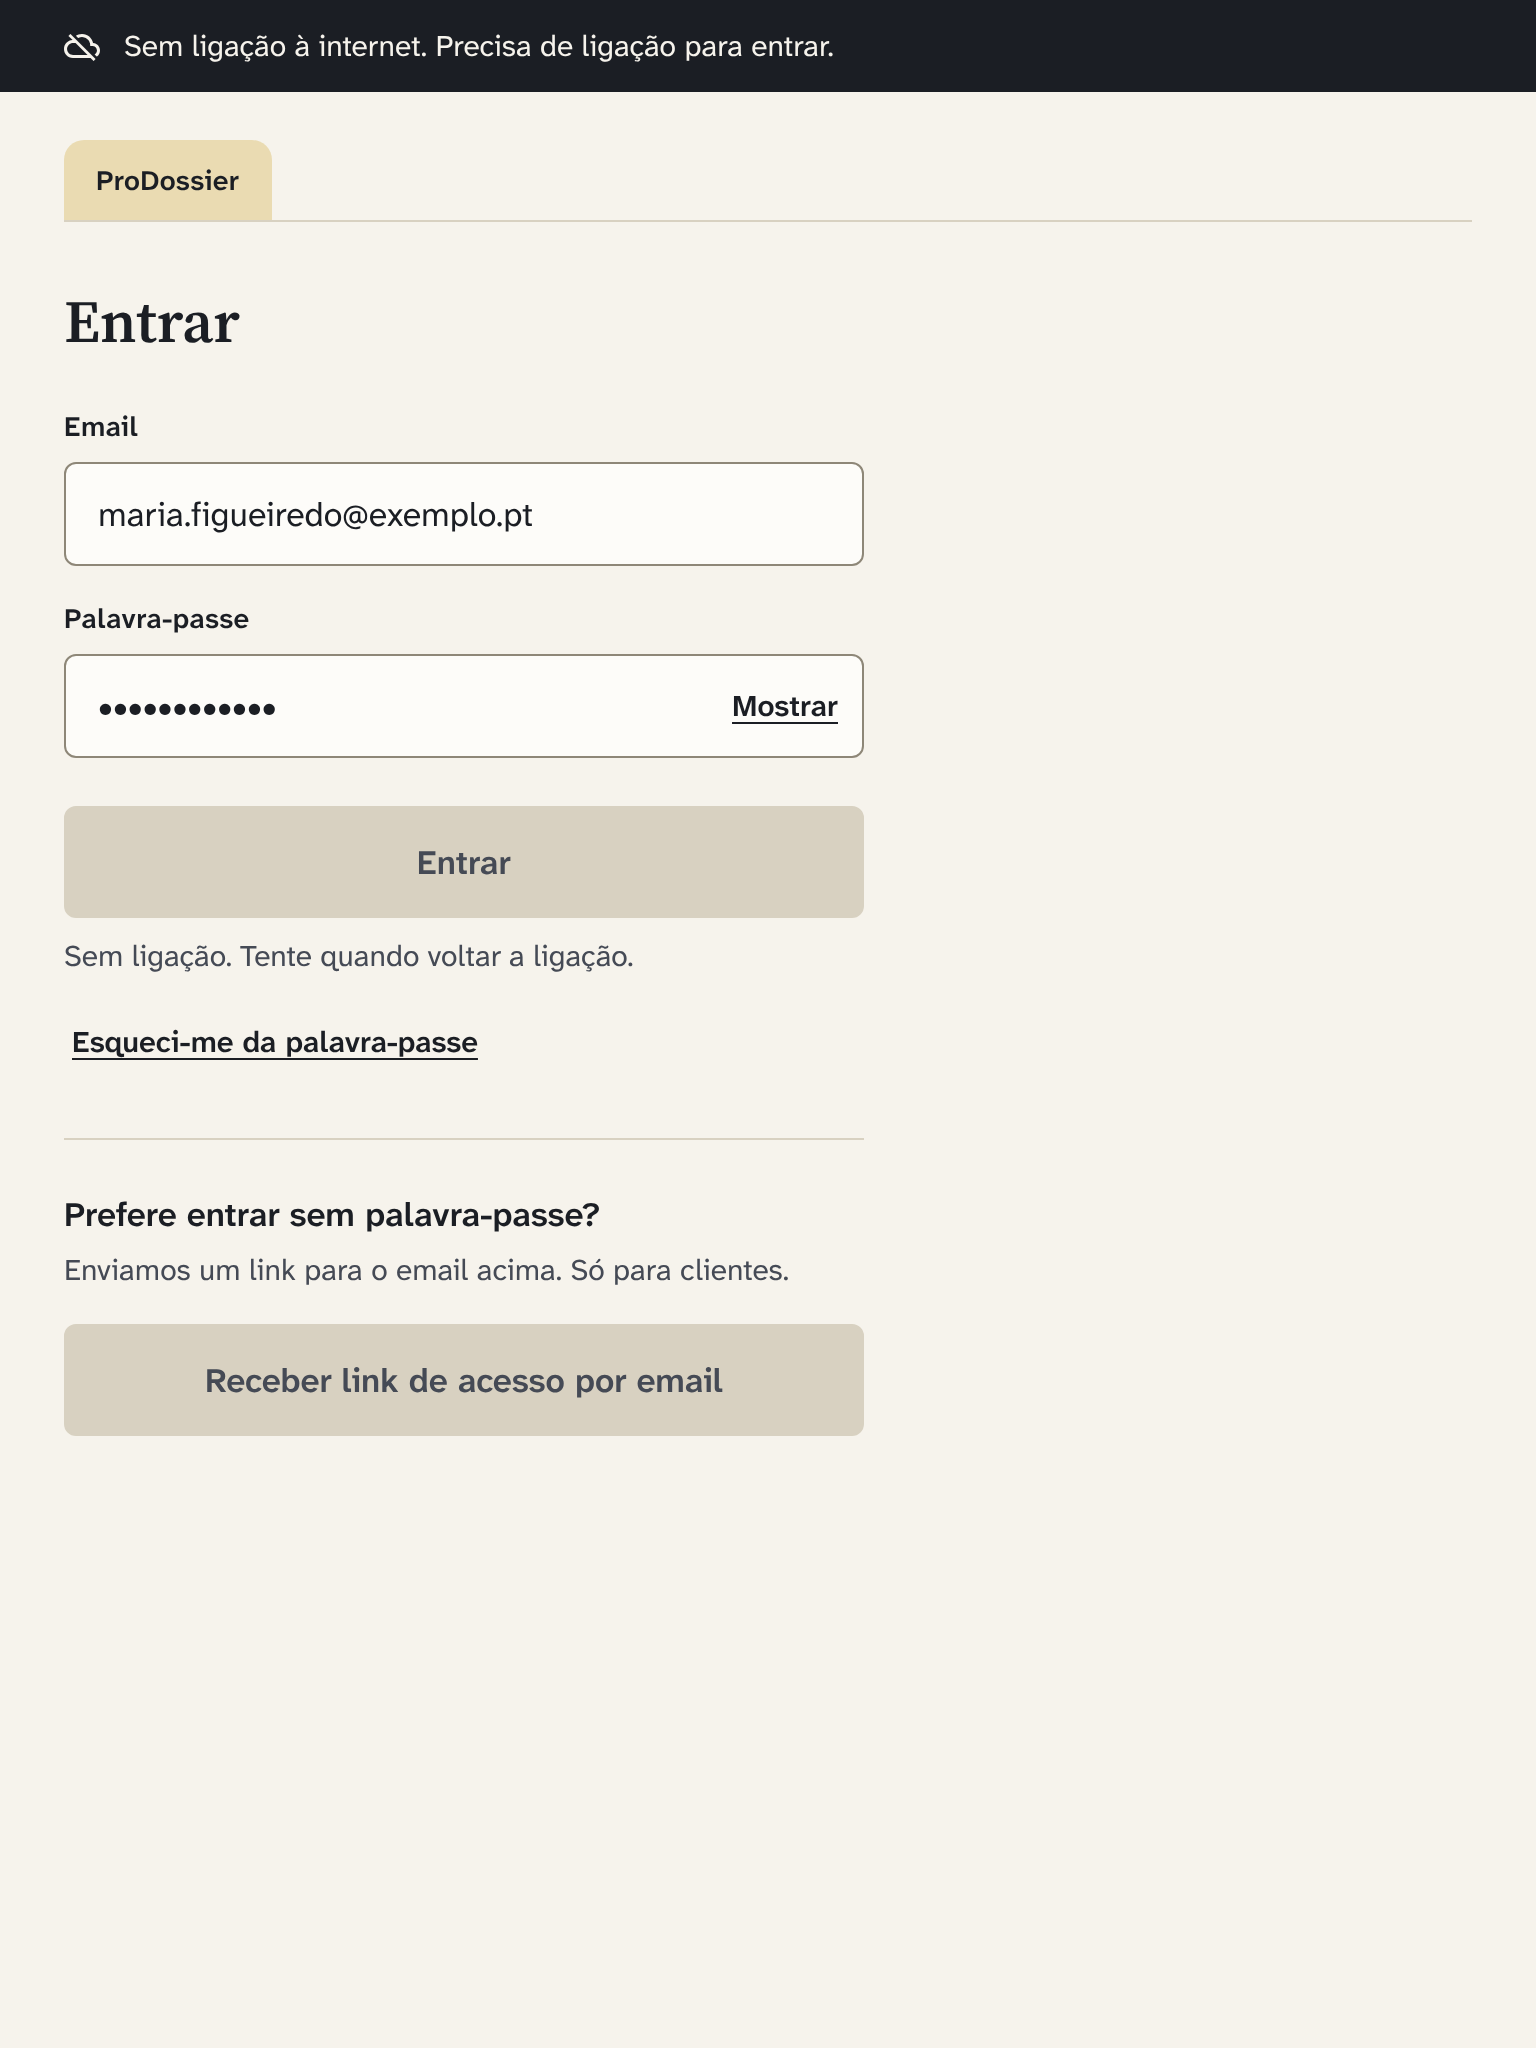 Sem ligação à internet. Precisa de ligação para entrar.
ProDossier
Entrar
Email
maria.figueiredo@exemplo.pt
Palavra-passe
••••••••••••
Mostrar
Entrar
Sem ligação. Tente quando voltar a ligação.
Esqueci-me da palavra-passe
Prefere entrar sem palavra-passe?
Enviamos um link para o email acima. Só para clientes.
Receber link de acesso por email